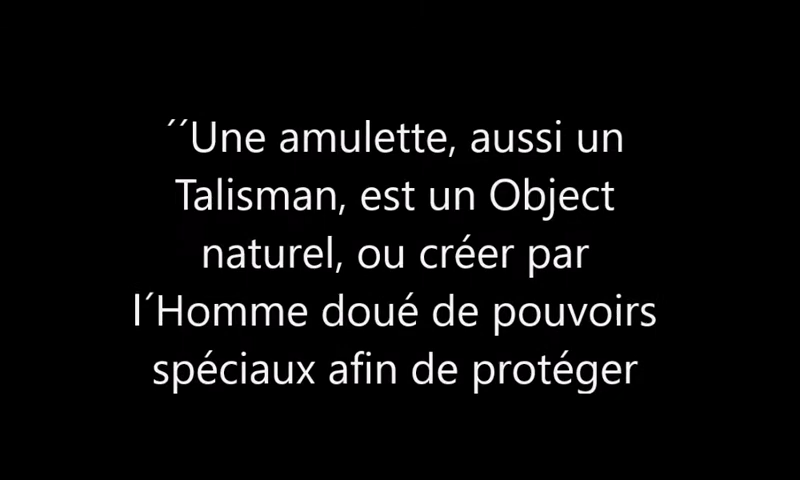 ´´Une amulette, aussi un
Talisman, est un Object
naturel, ou créer par
l´Homme doué de pouvoirs
spéciaux afin de protéger